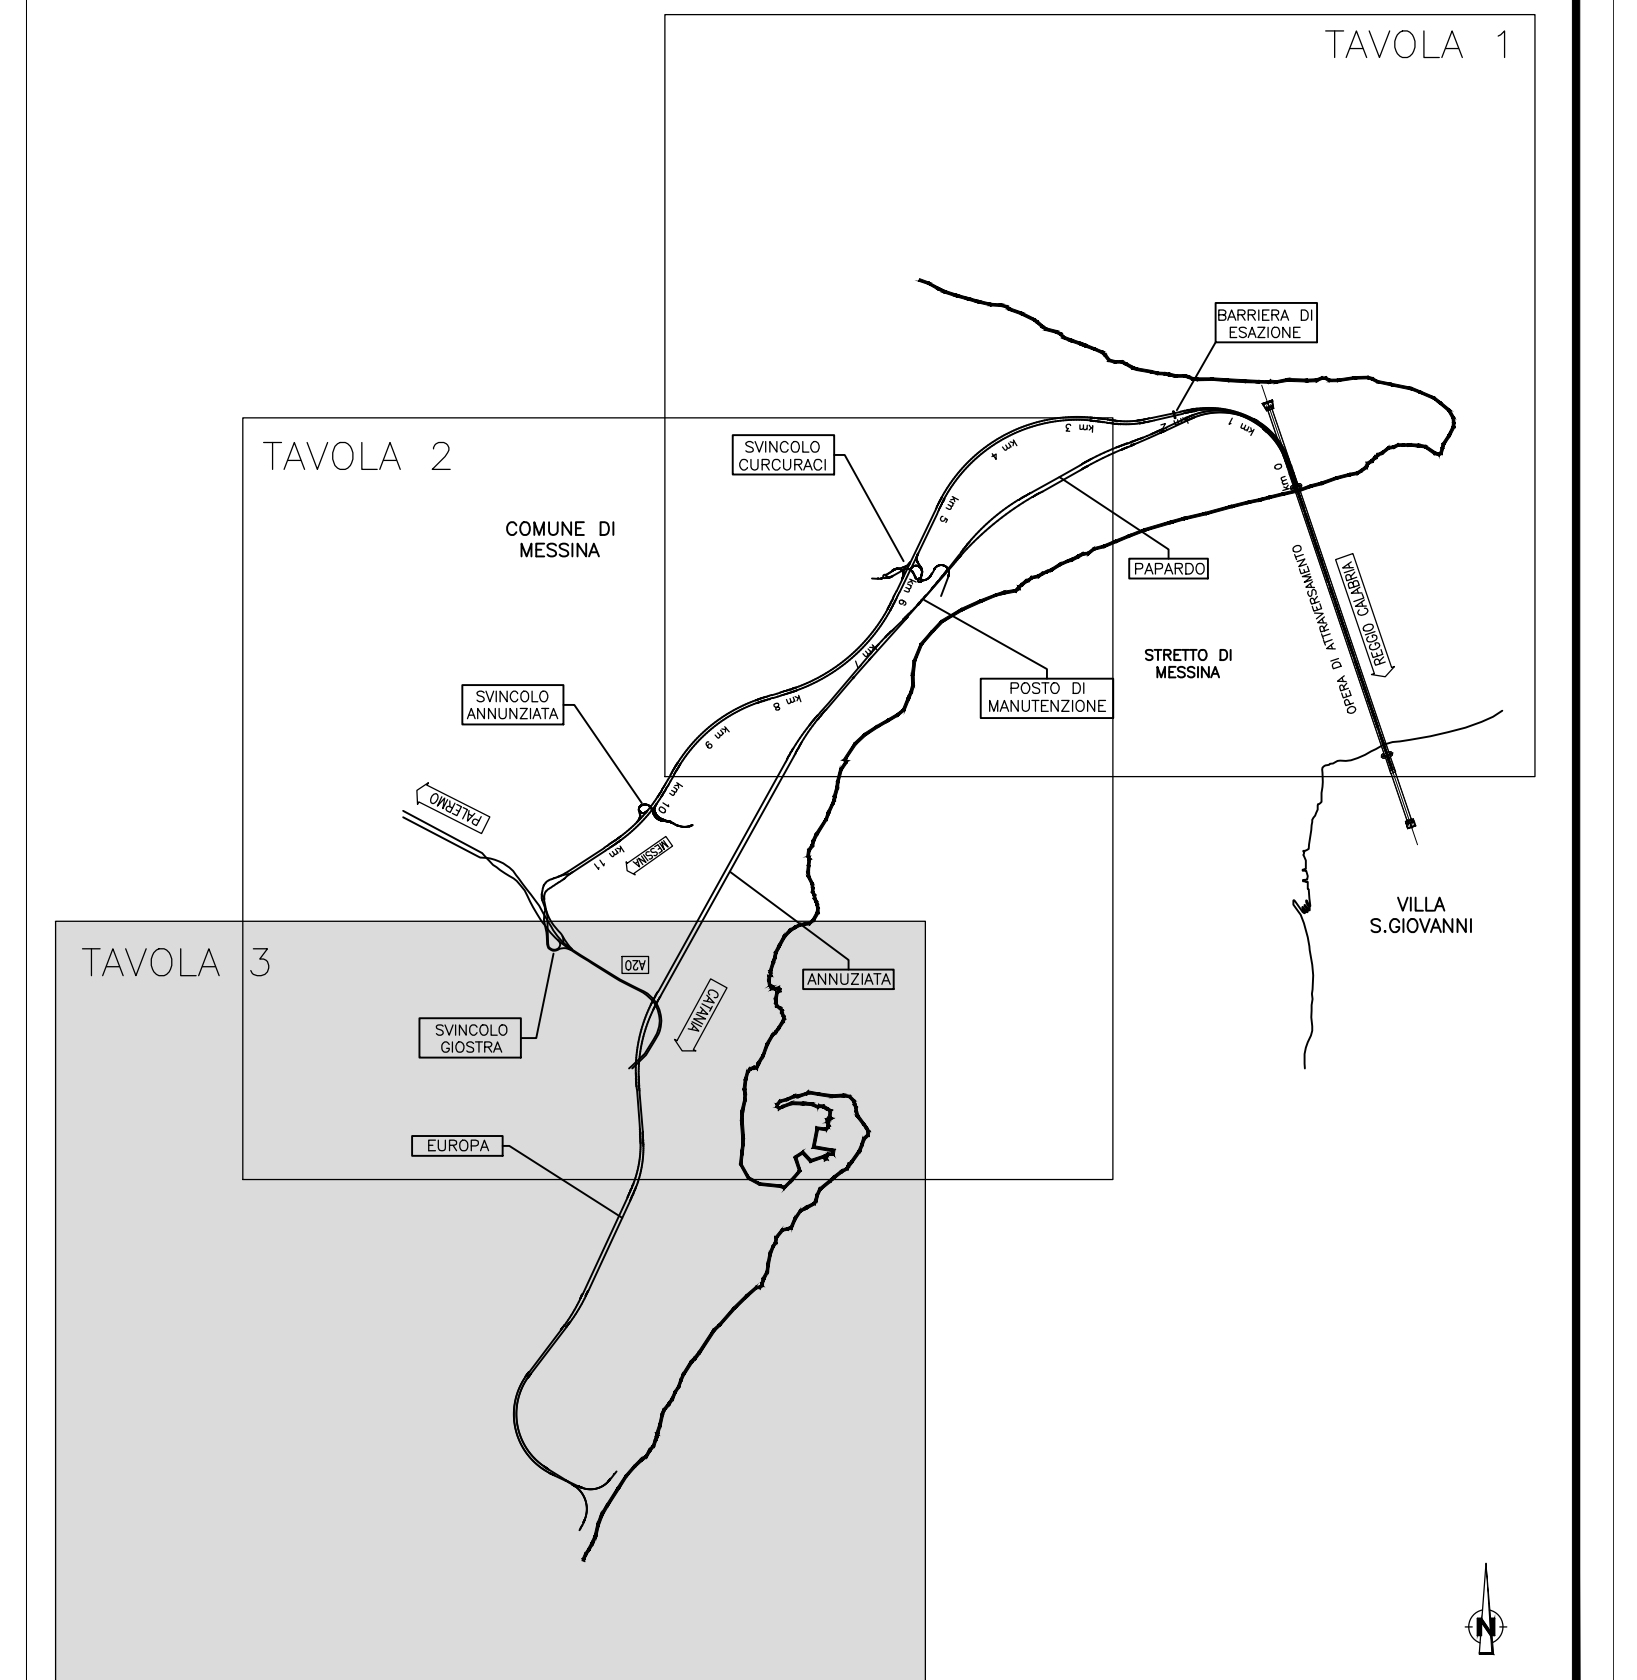 TAVOLA 1
BARRIERA DI
ESAZIONE
TAVOLA 2
SVINCOLO
CURCURACI
km 0
km 1
km 2
km 3
km 4
km 5
km 6
km 7
km 8
km 9
km 10
km 11
COMUNE DI
MESSINA
PAPARDO
OPERA DI ATTRAVERSAMENTO
REGGIO CALABRIA
STRETTO DI
MESSINA
POSTO DI
MANUTENZIONE
SVINCOLO
ANNUNZIATA
PALERMO
MESSINA
VILLA
S.GIOVANNI
TAVOLA 3
A20
ANNUZIATA
CATANIA
SVINCOLO
GIOSTRA
EUROPA
N